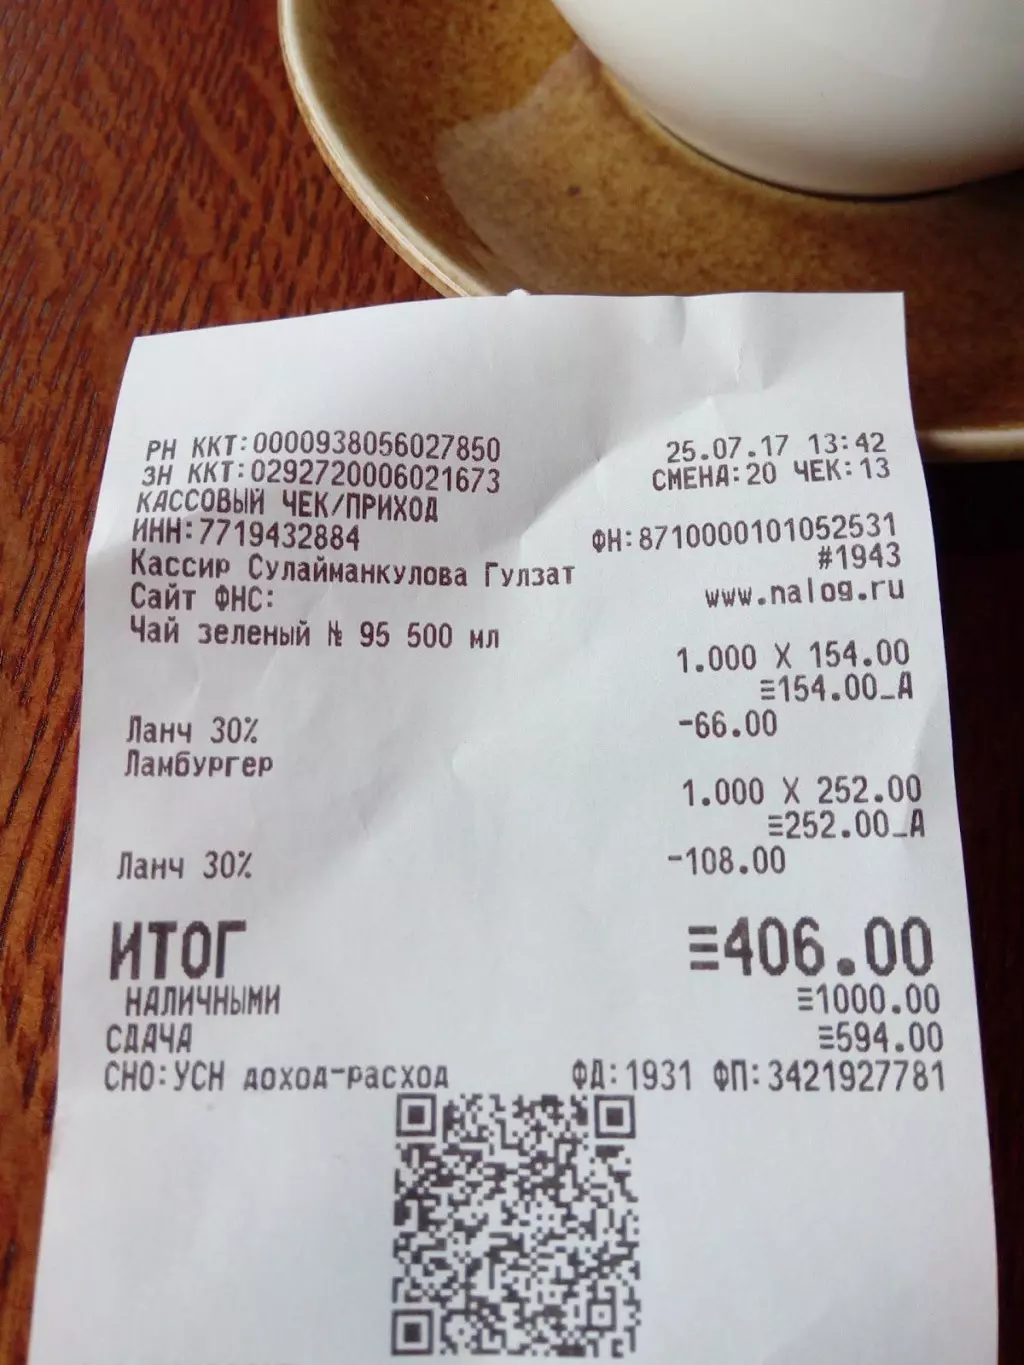 РН ККТ:0000938056027850 25.07.17 13:42
ЗН ККТ:0292720006021673 СМЕНА:20 ЧЕК:13
КАССОВЫЙ ЧЕК/ПРИХОД
ИНН:7719432884 ФН:8710000101052531
Кассир Сулайманкулова Гулзат #1943
Сайт ФНС: www.nalog.ru
Чай зеленый № 95 500 мл
1.000 X 154.00
≡154.00_А
Ланч 30% -66.00
Ламбургер
1.000 X 252.00
≡252.00_А
Ланч 30% -108.00
ИТОГ ≡406.00
НАЛИЧНЫМИ ≡1000.00
СДАЧА ≡594.00
СНО:УСН доход-расход ФД:1931 ФП:3421927781